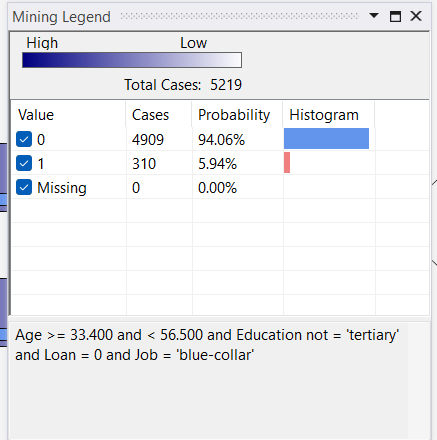 Mining Legend
High Low
Total Cases: 5219
Value Cases Probability Histogram
0 4909 94.06%
1 310 5.94%
Missing 0 0.00%
Age >= 33.400 and < 56.500 and Education not = 'tertiary'
and Loan = 0 and Job = 'blue-collar'